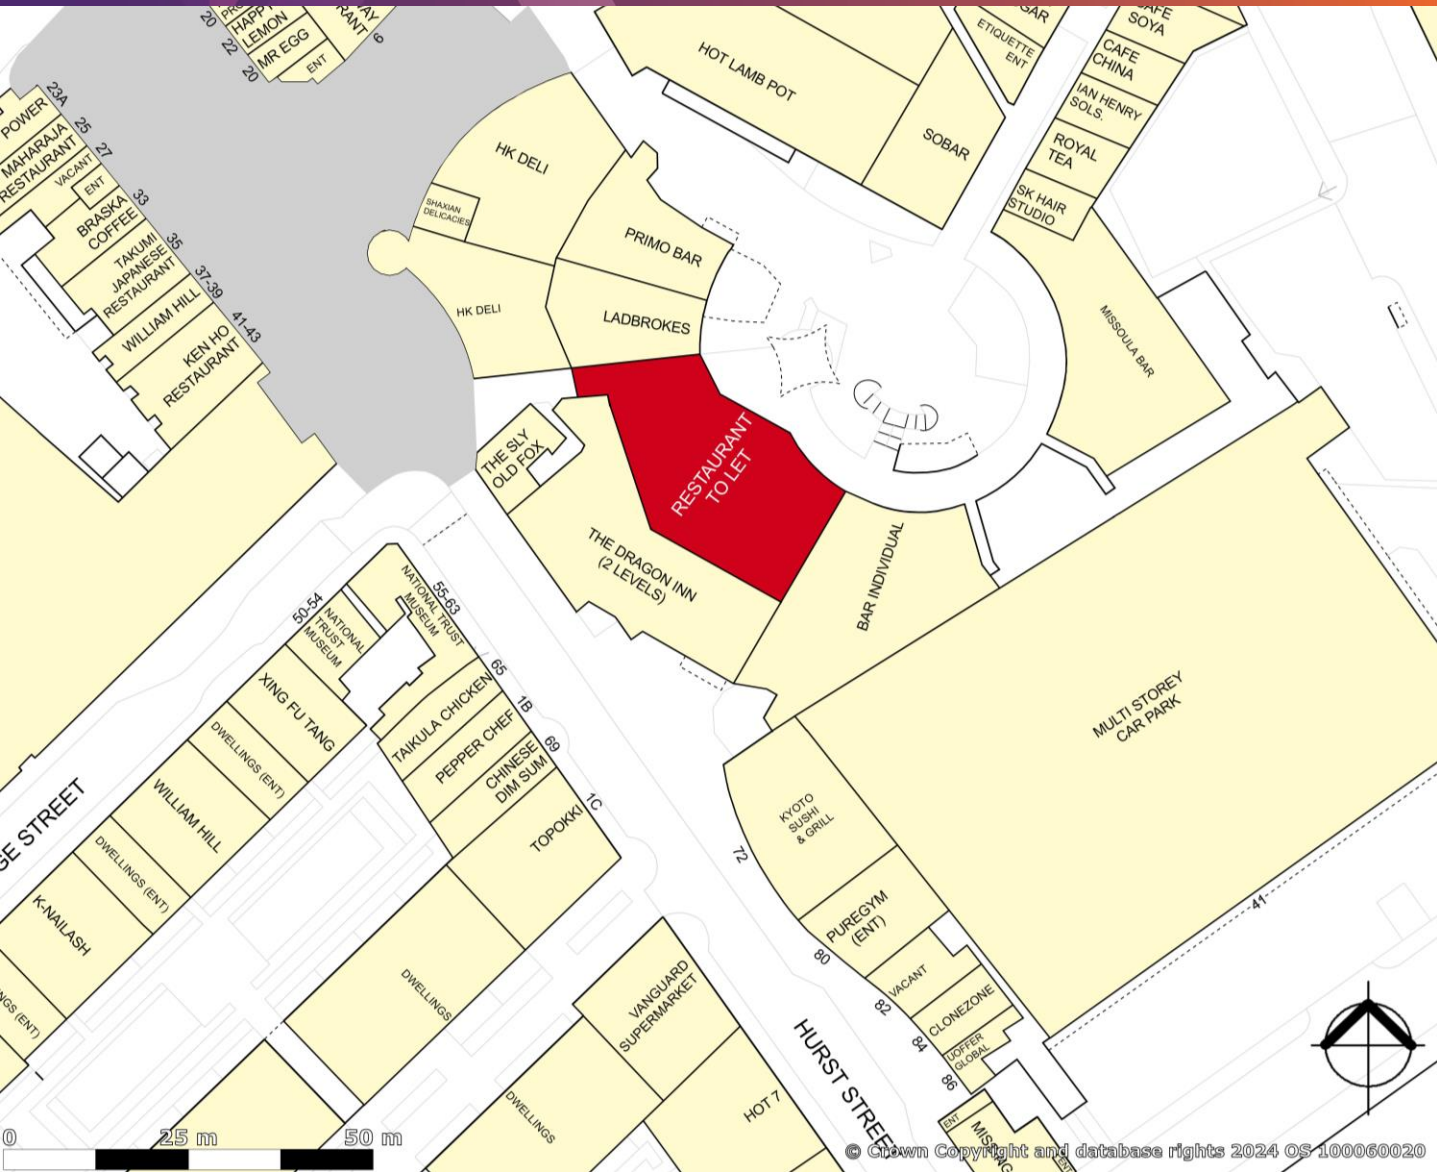 20
22
20
HAPPY
LEMON
MR EGG
ENT
6
HOT LAMB POT
SOBAR
ETIQUETTE
ENT
CAFE
SOYA
CAFE
CHINA
IAN HENRY
SOLS.
ROYAL
TEA
SK HAIR
STUDIO
23A
25
27
33
35
37-39
41-43
POWER
MAHARAJA
RESTAURANT
VACANT
ENT
BRASKA
COFFEE
TAKUMI
JAPANESE
RESTAURANT
WILLIAM HILL
KEN HO
RESTAURANT
HK DELI
SHAXIAN
DELICACIES
HK DELI
PRIMO BAR
LADBROKES
MISSOULA BAR
RESTAURANT
TO LET
THE SLY
OLD FOX
THE DRAGON INN
(2 LEVELS)
BAR INDIVIDUAL
MULTI STOREY
CAR PARK
41
50-54
NATIONAL
TRUST
MUSEUM
55-63
NATIONAL TRUST
MUSEUM
65
1B
69
1C
XING FU TANG
DWELLINGS (ENT)
WILLIAM HILL
DWELLINGS (ENT)
K-NAILASH
GE STREET
TAIKULA CHICKEN
PEPPER CHEF
CHINESE
DIM SUM
TOPOKKI
DWELLINGS
VANGUARD
SUPERMARKET
DWELLINGS
HOT 7
KYOTO
SUSHI
& GRILL
72
PUREGYM
(ENT)
80
VACANT
82
CLONEZONE
84
UOFFER
GLOBAL
86
ENT
HURST STREET
0 25 m 50 m
© Crown Copyright and database rights 2024 OS 100060020